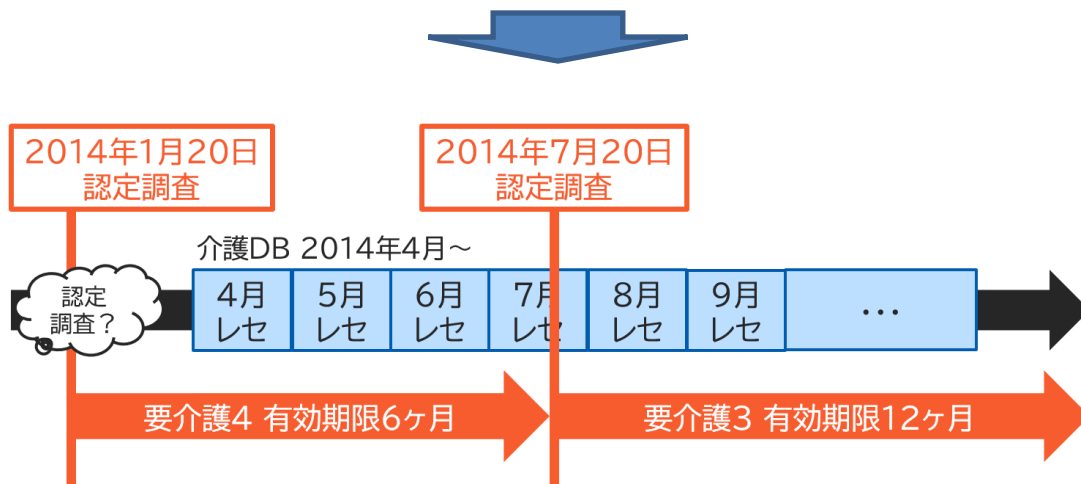 2014年1月20日
認定調査
2014年7月20日
認定調査
介護DB 2014年4月～
認定
調査？
4月
レセ
5月
レセ
6月
レセ
7月
レセ
8月
レセ
9月
レセ
…
要介護4 有効期限6ヶ月
要介護3 有効期限12ヶ月